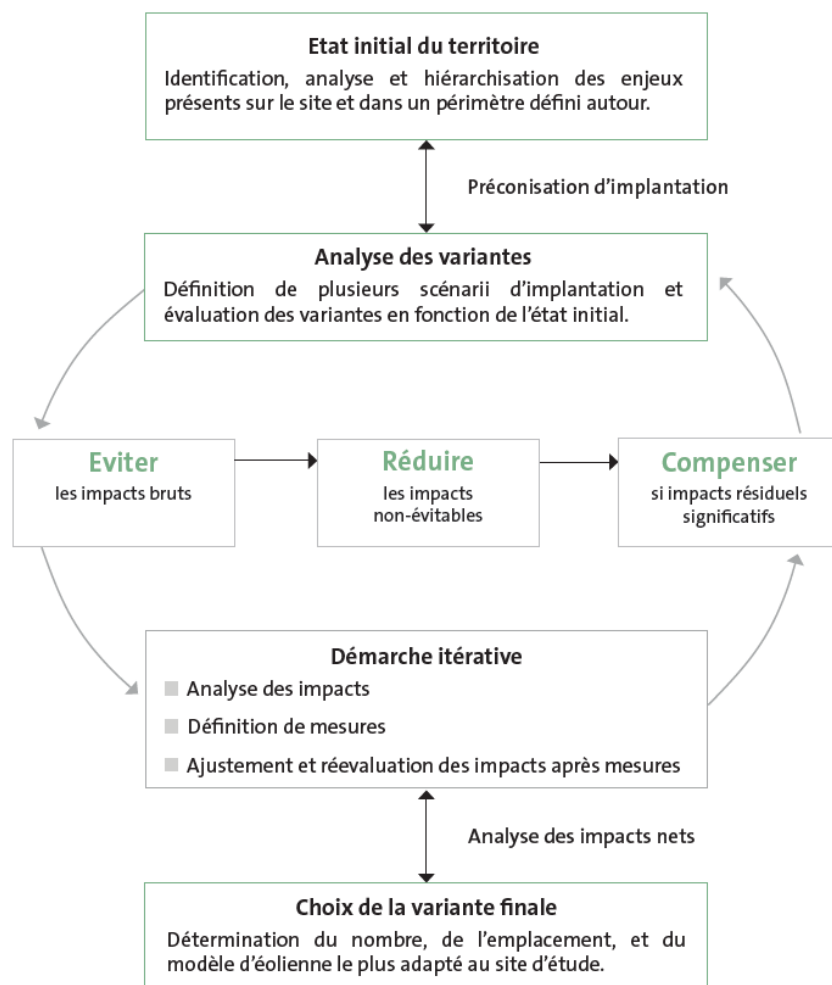 Etat initial du territoire
Identification, analyse et hiérarchisation des enjeux
présents sur le site et dans un périmètre défini autour.
Préconisation d'implantation
Analyse des variantes
Définition de plusieurs scénarii d'implantation et
évaluation des variantes en fonction de l'état initial.
Eviter
les impacts bruts
Réduire
les impacts
non-évitables
Compenser
si impacts résiduels
significatifs
Démarche itérative
Analyse des impacts
Définition de mesures
Ajustement et réevaluation des impacts après mesures
Analyse des impacts nets
Choix de la variante finale
Détermination du nombre, de l'emplacement, et du
modèle d'éolienne le plus adapté au site d'étude.